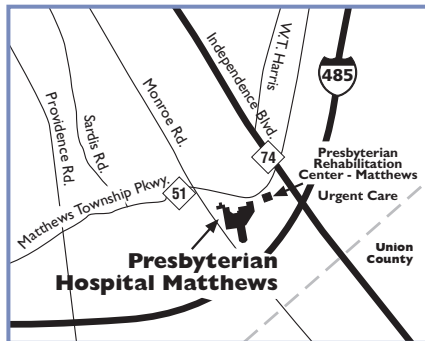 Providence Rd.
Sardis Rd.
Monroe Rd.
Independence Blvd.
W.T. Harris
485
74
51
Matthews Township Pkwy.
Presbyterian
Rehabilitation
Center - Matthews
Urgent Care
Presbyterian
Hospital Matthews
Union
County